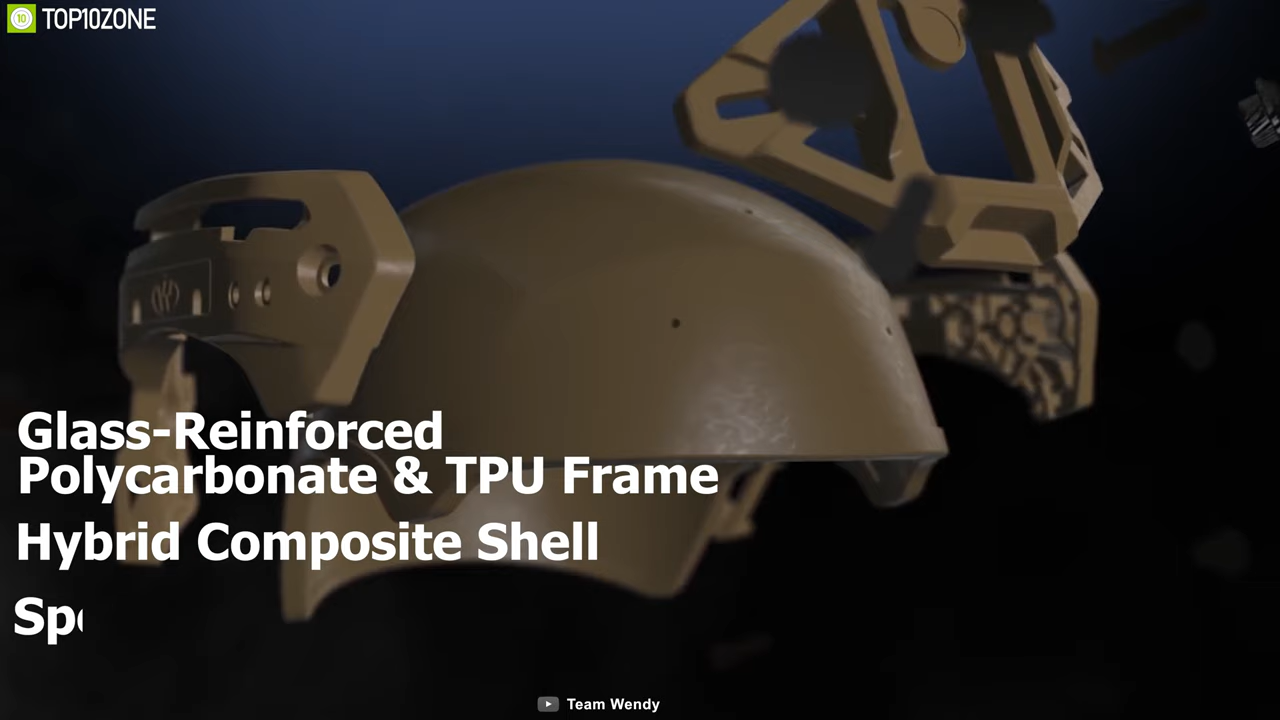 TOP10ZONE
Glass-Reinforced
Polycarbonate & TPU Frame
Hybrid Composite Shell
Team Wendy